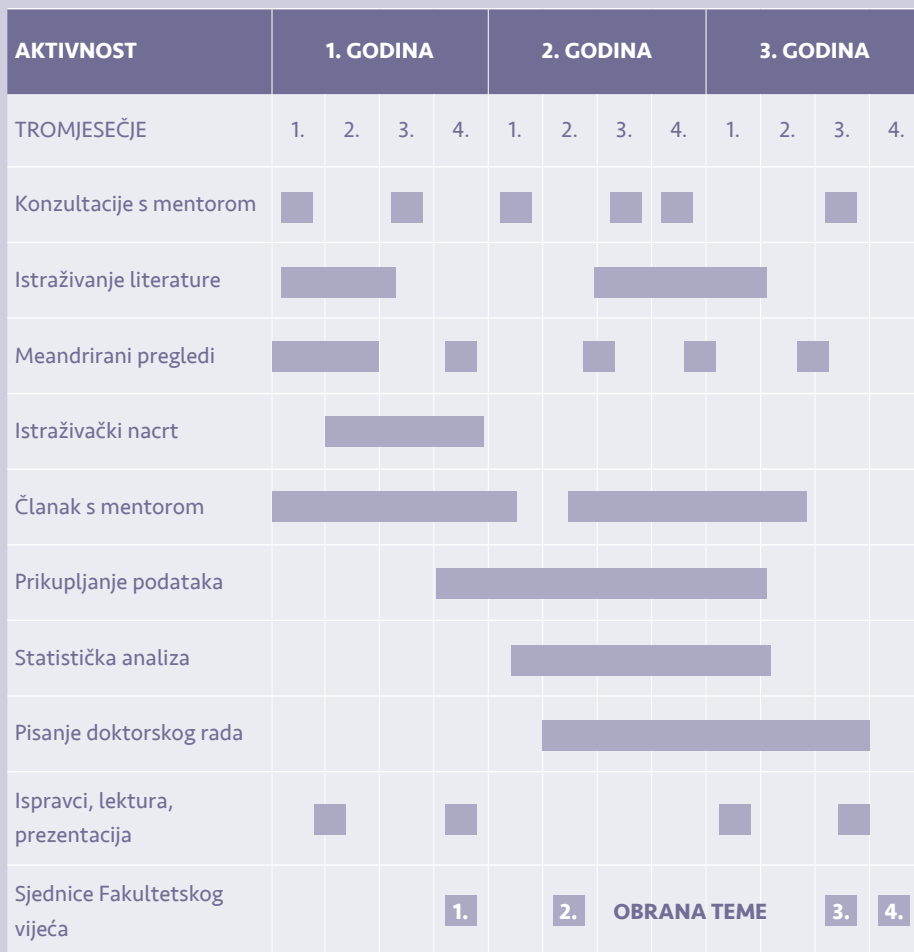 AKTIVNOST 1. GODINA 2. GODINA 3. GODINA
TROMJESEČJE 1. 2. 3. 4. 1. 2. 3. 4. 1. 2. 3. 4.
Konzultacije s mentorom
Istraživanje literature
Meandrirani pregledi
Istraživački nacrt
Članak s mentorom
Prikupljanje podataka
Statistička analiza
Pisanje doktorskog rada
Ispravci, lektura,
prezentacija
Sjednice Fakultetskog
vijeća
1. 2. OBRANA TEME 3. 4.